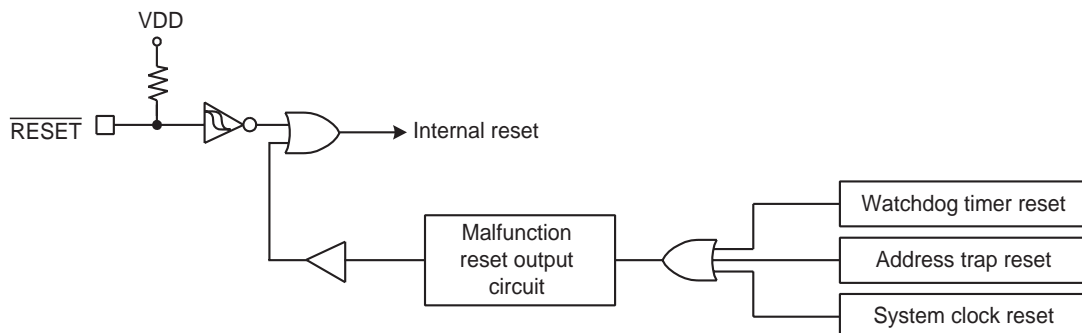 VDD
RESET
Internal reset
Malfunction
reset output
circuit
Watchdog timer reset
Address trap reset
System clock reset